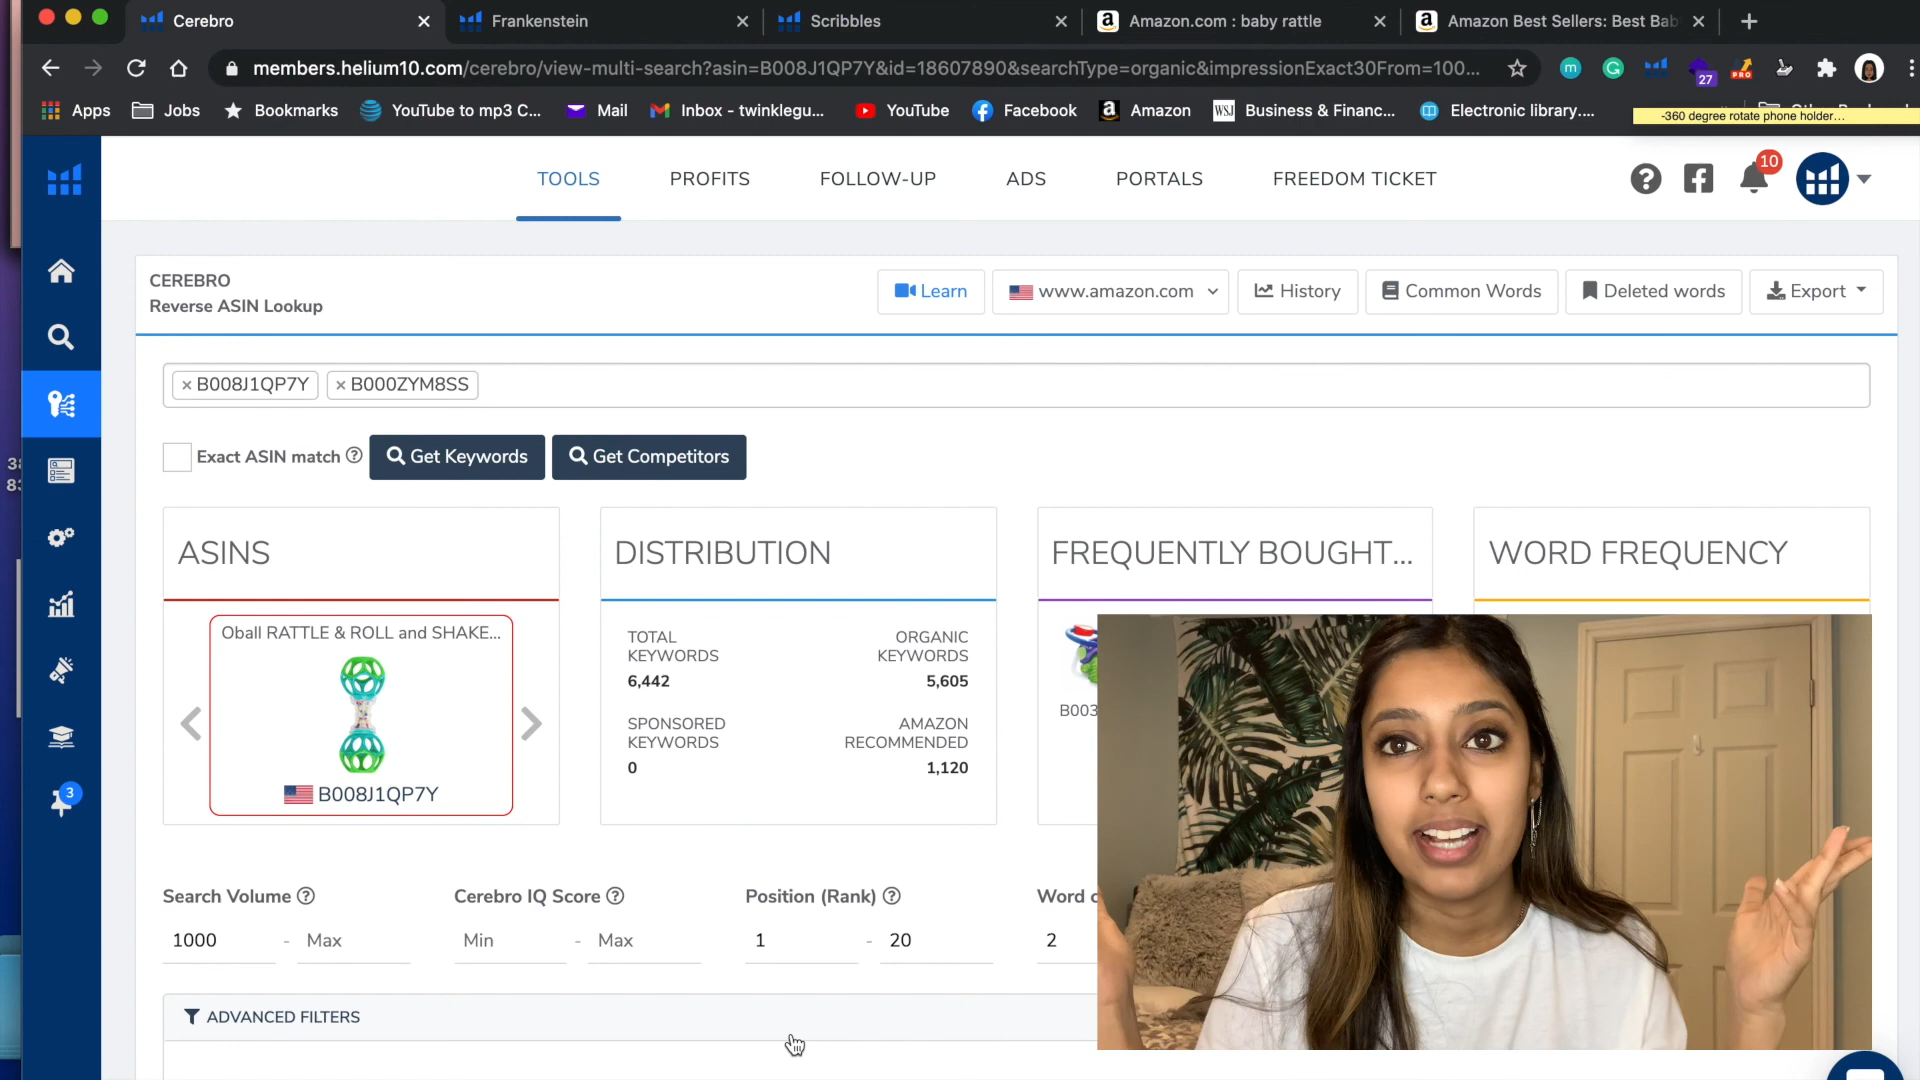 Cerebro
Frankenstein
Scribbles
Amazon.com : baby rattle
Amazon Best Sellers: Best Bab
members.helium10.com/cerebro/view-multi-search?asin=B008J1QP7Y&id=18607890&searchType=organic&impressionExact30From=100...
27
PRO
Apps
Jobs
Bookmarks
YouTube to mp3 C...
Mail
Inbox - twinklegu...
YouTube
Facebook
Amazon
WSJ
Business & Financ...
Electronic library....
-360 degree rotate phone holder...
TOOLS
PROFITS
FOLLOW-UP
ADS
PORTALS
FREEDOM TICKET
10
CEREBRO
Reverse ASIN Lookup
Learn
www.amazon.com
History
Common Words
Deleted words
Export
× B008J1QP7Y
× B000ZYM8SS
Exact ASIN match
Get Keywords
Get Competitors
ASINS
DISTRIBUTION
FREQUENTLY BOUGHT...
WORD FREQUENCY
Oball RATTLE & ROLL and SHAKE...
B008J1QP7Y
TOTAL
KEYWORDS
6,442
ORGANIC
KEYWORDS
5,605
SPONSORED
KEYWORDS
0
AMAZON
RECOMMENDED
1,120
B003
3
Search Volume
1000 - Max
Cerebro IQ Score
Min - Max
Position (Rank)
1 - 20
Word c
2
ADVANCED FILTERS